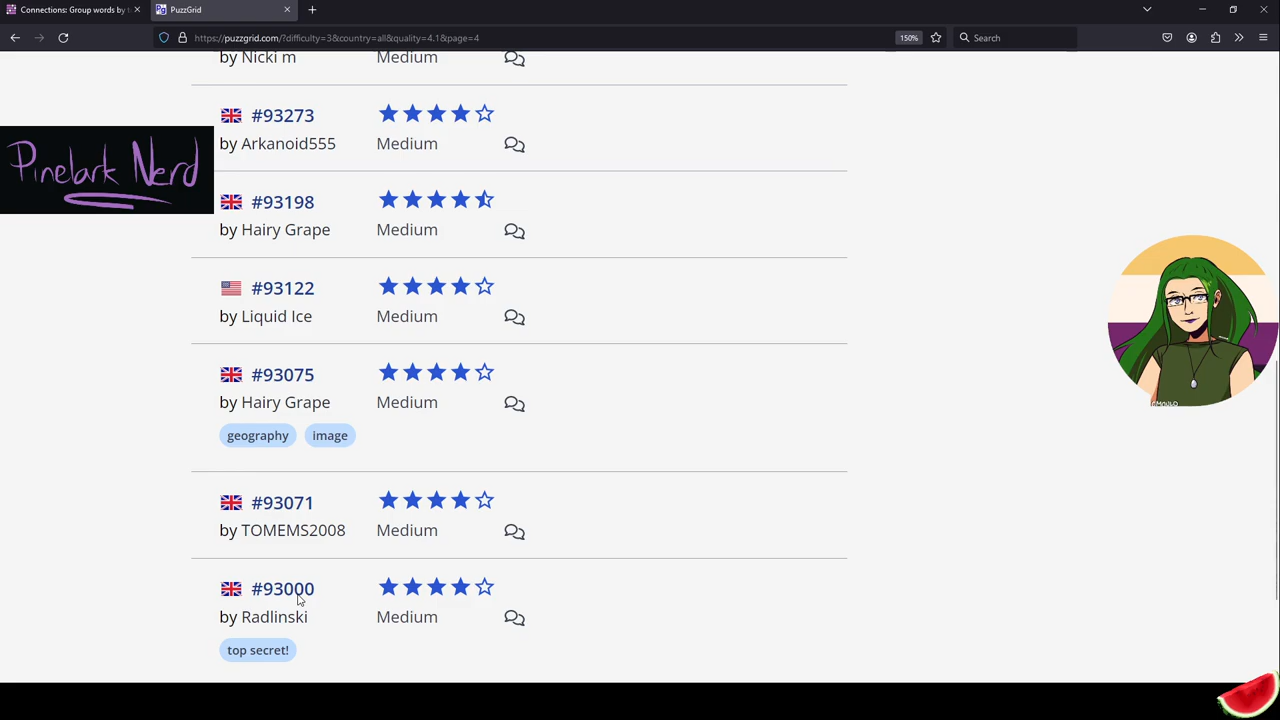 Connections: Group words by t
PuzzGrid
https://puzzgrid.com/?difficulty=3&country=all&quality=4.1&page=4
150%
Search
by Nicki m
Medium
#93273
by Arkanoid555
Medium
Pinelark Nerd
#93198
by Hairy Grape
Medium
#93122
by Liquid Ice
Medium
#93075
by Hairy Grape
Medium
geography
image
#93071
by TOMEMS2008
Medium
#93000
by Radlinski
Medium
top secret!